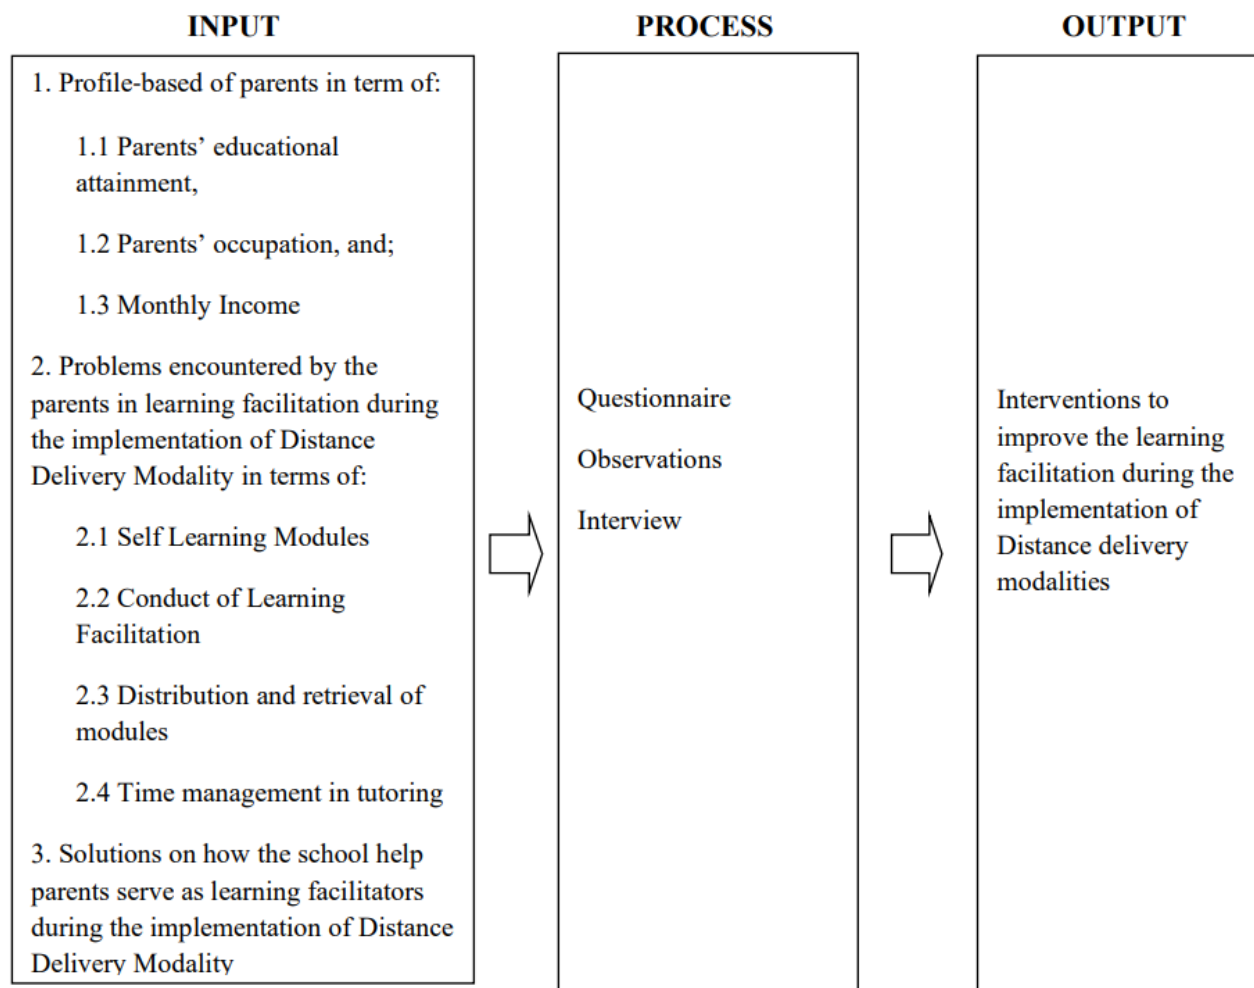 INPUT
1. Profile-based of parents in term of:
1.1 Parents’ educational
attainment,
1.2 Parents’ occupation, and;
1.3 Monthly Income
2. Problems encountered by the
parents in learning facilitation during
the implementation of Distance
Delivery Modality in terms of:
2.1 Self Learning Modules
2.2 Conduct of Learning
Facilitation
2.3 Distribution and retrieval of
modules
2.4 Time management in tutoring
3. Solutions on how the school help
parents serve as learning facilitators
during the implementation of Distance
Delivery Modality
PROCESS
Questionnaire
Observations
Interview
OUTPUT
Interventions to
improve the learning
facilitation during the
implementation of
Distance delivery
modalities